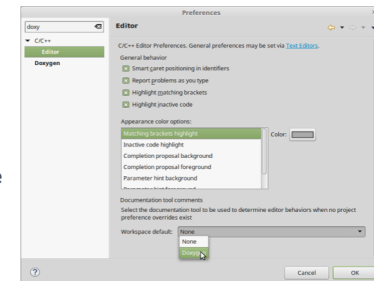 Preferences
doxy
Editor
C/C++
Editor
Doxygen
C/C++ Editor Preferences. General preferences may be set via Text Editors.
General behavior
Smart caret positioning in identifiers
Report problems as you type
Highlight matching brackets
Highlight inactive code
Appearance color options:
Matching brackets highlight
Inactive code highlight
Completion proposal background
Completion proposal foreground
Parameter hint background
Parameter hint foreground
Color:
Documentation tool comments
Select the documentation tool to be used to determine editor behaviors when no project
preference overrides exist
Workspace default: None
None
Doxygen
Cancel
OK
e